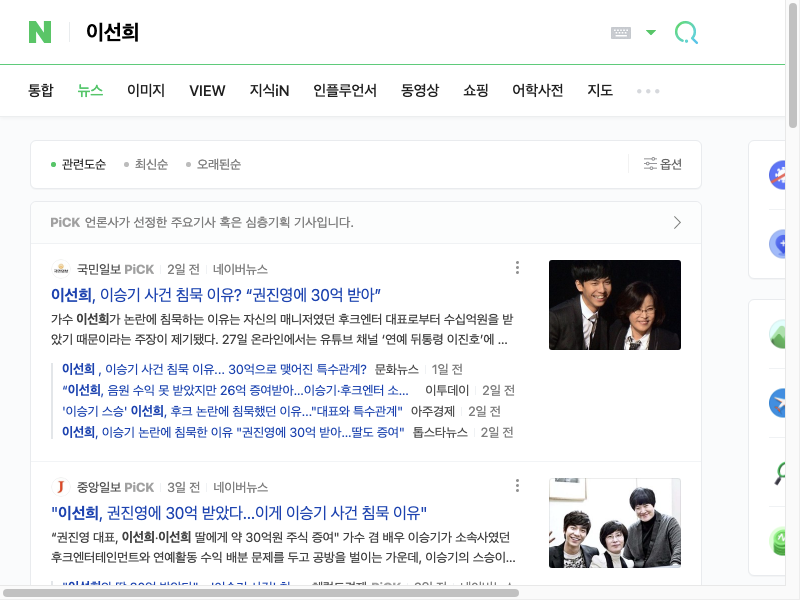 N 이선희
통합 뉴스 이미지 VIEW 지식iN 인플루언서 동영상 쇼핑 어학사전 지도
관련도순 최신순 오래된순 옵션
PiCK 언론사가 선정한 주요기사 혹은 심층기획 기사입니다.
국민일보 PiCK 2일 전 네이버뉴스
이선희, 이승기 사건 침묵 이유? “권진영에 30억 받아”
가수 이선희가 논란에 침묵하는 이유는 자신의 매니저였던 후크엔터 대표로부터 수십억원을 받
았기 때문이라는 주장이 제기됐다. 27일 온라인에서는 유튜브 채널 ‘연예 뒤통령 이진호’에 ...
이선희 , 이승기 사건 침묵 이유... 30억으로 맺어진 특수관계? 문화뉴스 1일 전
“이선희, 음원 수익 못 받았지만 26억 증여받아...이승기·후크엔터 소... 이투데이 2일 전
'이승기 스승' 이선희, 후크 논란에 침묵했던 이유..."대표와 특수관계" 아주경제 2일 전
이선희, 이승기 논란에 침묵한 이유 "권진영에 30억 받아...딸도 증여" 톱스타뉴스 2일 전
중앙일보 PiCK 3일 전 네이버뉴스
"이선희, 권진영에 30억 받았다...이게 이승기 사건 침묵 이유"
“권진영 대표, 이선희·이선희 딸에게 약 30억원 주식 증여" 가수 겸 배우 이승기가 소속사였던
후크엔터테인먼트와 연예활동 수익 배분 문제를 두고 공방을 벌이는 가운데, 이승기의 스승이...